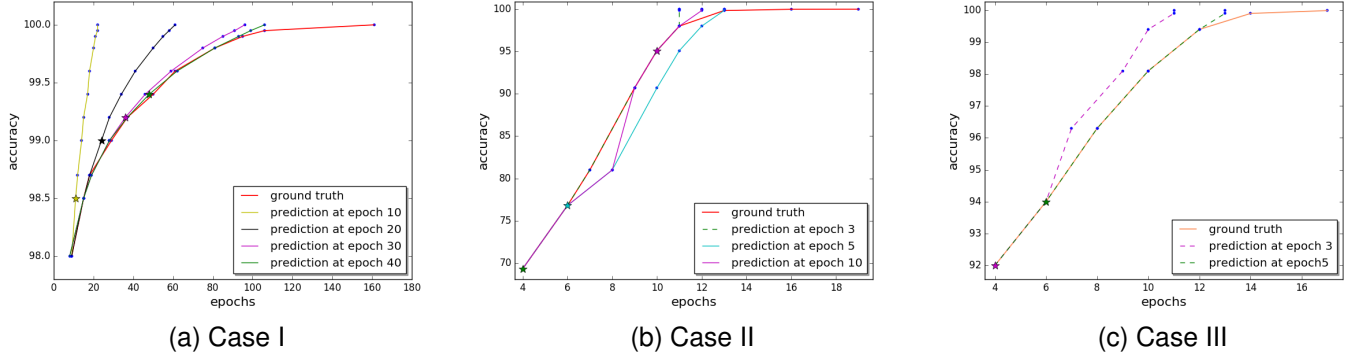 100.0
99.5
99.0
98.5
98.0
accuracy
0 20 40 60 80 100 120 140 160 180
epochs
ground truth
prediction at epoch 10
prediction at epoch 20
prediction at epoch 30
prediction at epoch 40
(a) Case I
100
95
90
85
80
75
70
accuracy
4 6 8 10 12 14 16 18
epochs
ground truth
prediction at epoch 3
prediction at epoch 5
prediction at epoch 10
(b) Case II
100
99
98
97
96
95
94
93
92
accuracy
4 6 8 10 12 14 16
epochs
ground truth
prediction at epoch 3
prediction at epoch5
(c) Case III